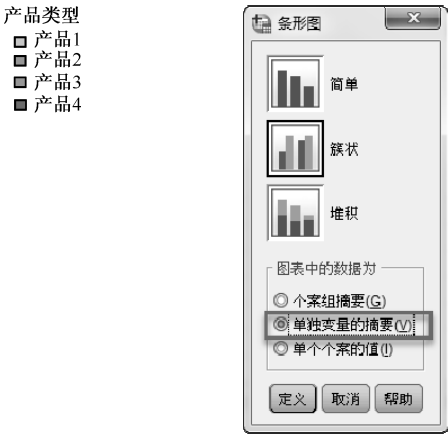 产品类型
产品1
产品2
产品3
产品4
条形图
简单
簇状
堆积
图表中的数据为
个案组摘要(G)
单独变量的摘要(V)
单个个案的值(I)
定义 取消 帮助